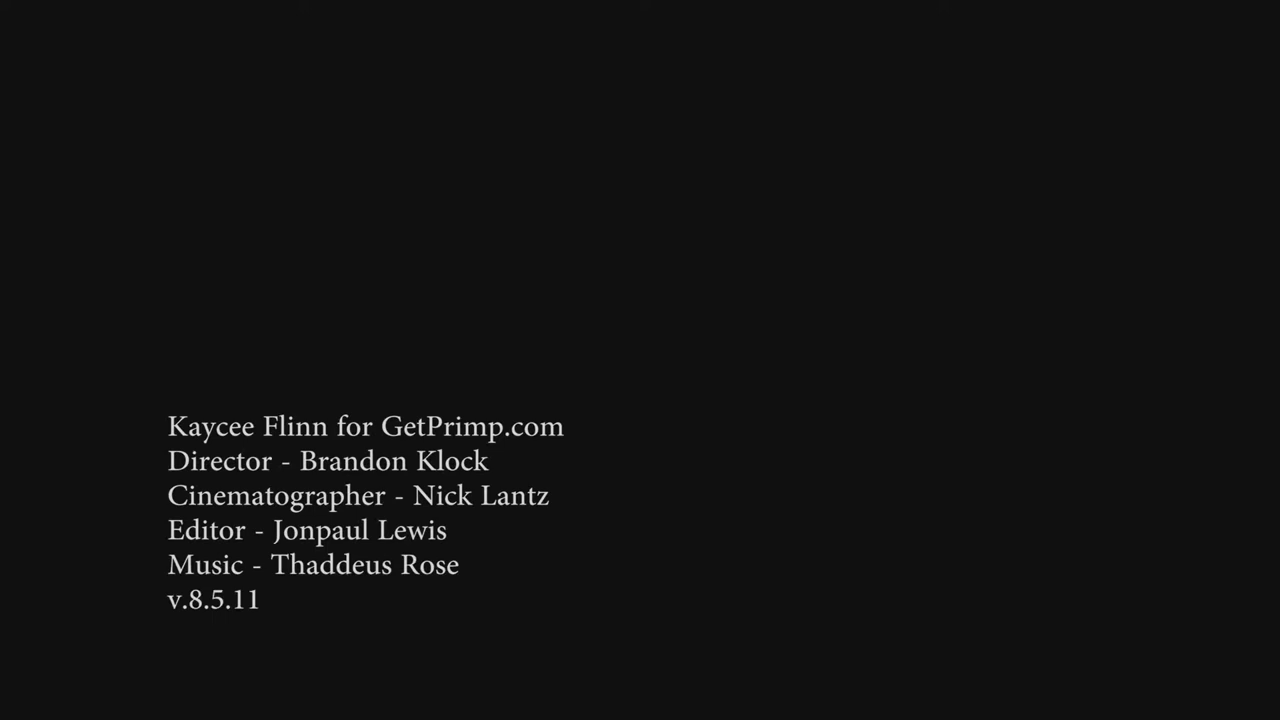 Kaycee Flinn for GetPrimp.com
Director - Brandon Klock
Cinematographer - Nick Lantz
Editor - Jonpaul Lewis
Music - Thaddeus Rose
v.8.5.11